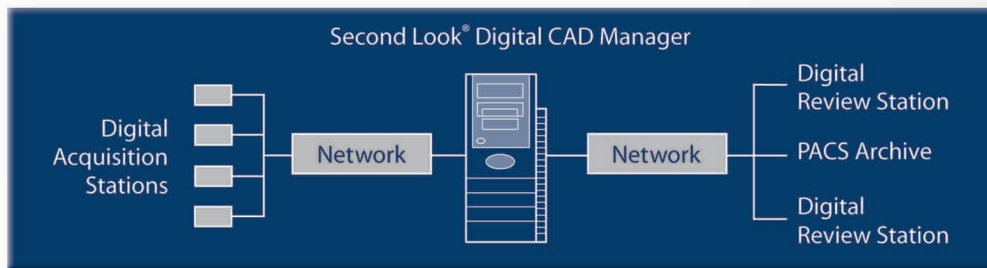 Second Look® Digital CAD Manager
Digital
Acquisition
Stations
Network
Network
Digital
Review Station
PACS Archive
Digital
Review Station